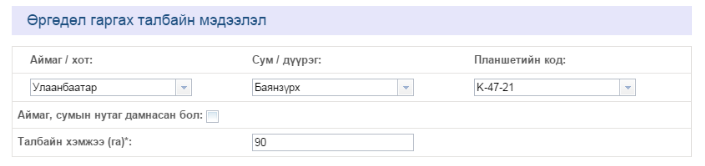 Өргөдөл гаргах талбайн мэдээлэл
Аймаг / хот: Сум / дүүрэг: Планшетийн код:
Улаанбаатар Баянзүрх K-47-21
Аймаг, сумын нутаг дамнасан бол:
Талбайн хэмжээ (га)*: 90